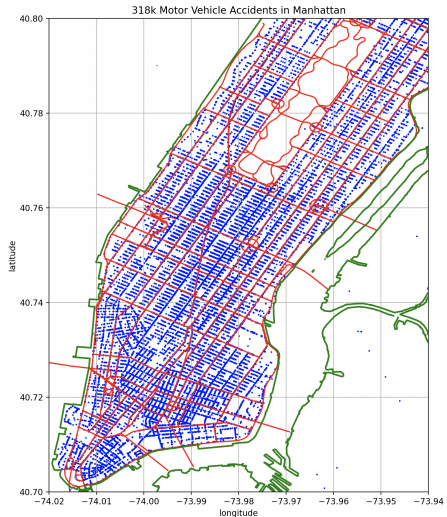 318k Motor Vehicle Accidents in Manhattan
40.80
40.78
40.76
40.74
40.72
40.70
latitude
−74.02 −74.01 −74.00 −73.99 −73.98 −73.97 −73.96 −73.95 −73.94
longitude